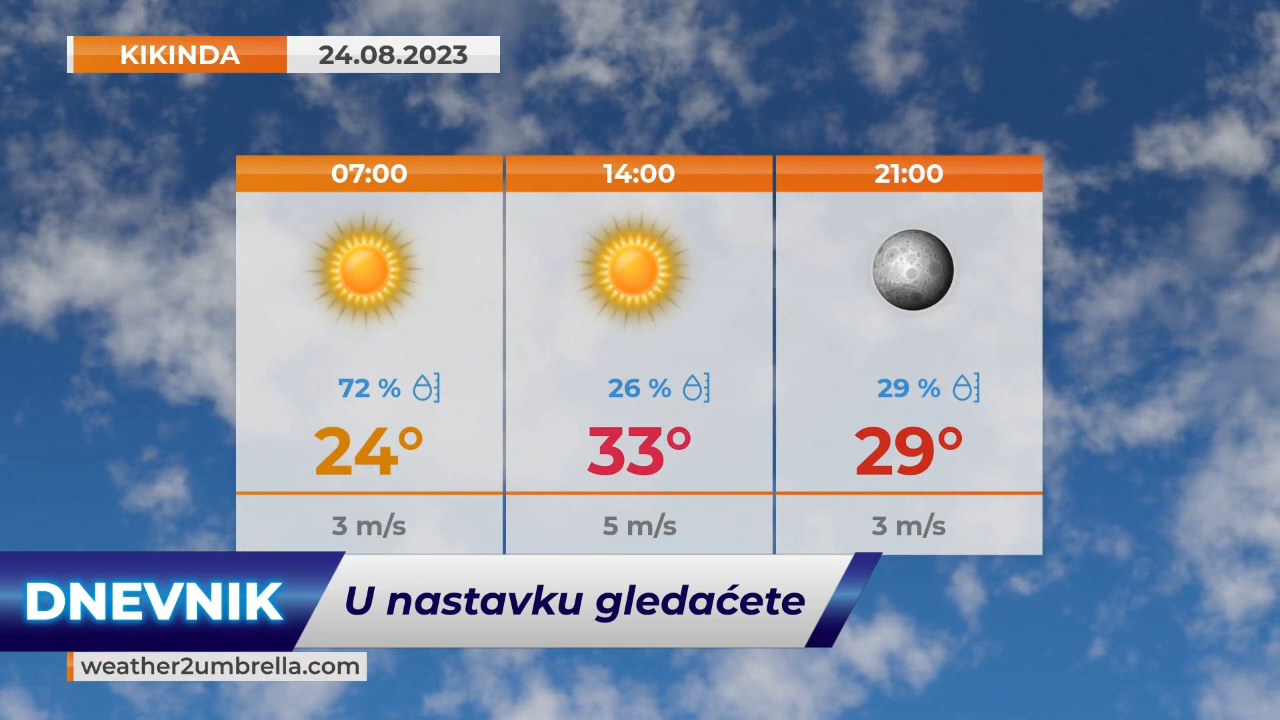 KIKINDA 24.08.2023
07:00 14:00 21:00
72 % 26 % 29 %
24° 33° 29°
3 m/s 5 m/s 3 m/s
DNEVNIK U nastavku gledaćete
weather2umbrella.com